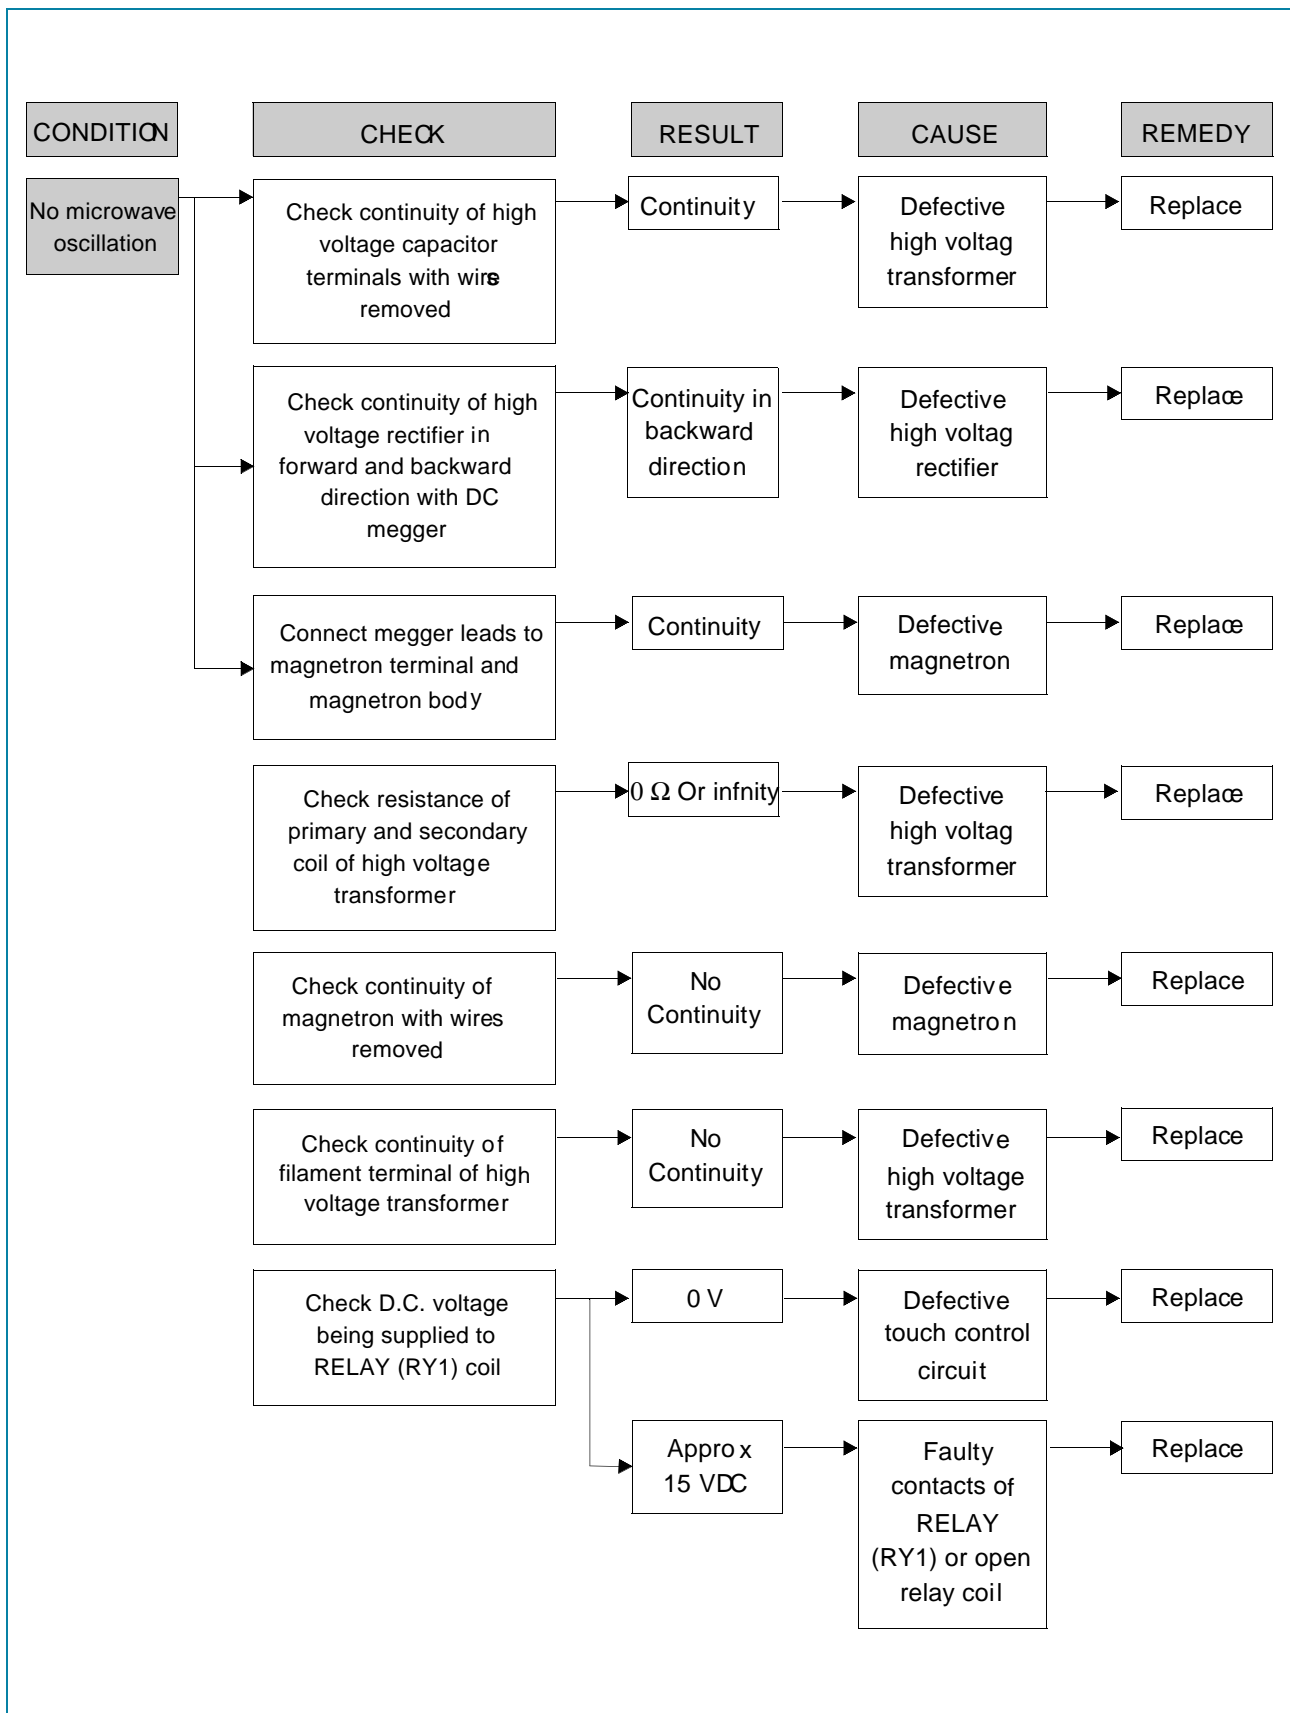 CONDITION
CHECK
RESULT
CAUSE
REMEDY
No microwave
oscillation
Check continuity of high
voltage capacitor
terminals with wirse
removed
Continuity
Defective
high voltag
transformer
Replace
Check continuity of high
voltage rectifier in
forward and backward
direction with DC
megger
Continuity in
backward
direction
Defective
high voltag
rectifier
Replace
Connect megger leads to
magnetron terminal and
magnetron body
Continuity
Defective
magnetron
Replace
Check resistance of
primary and secondary
coil of high voltage
transformer
0 Ω Or infnity
Defective
high voltag
transformer
Replace
Check continuity of
magnetron with wires
removed
No
Continuity
Defective
magnetron
Replace
Check continuity of
filament terminal of high
voltage transformer
No
Continuity
Defective
high voltage
transformer
Replace
Check D.C. voltage
being supplied to
RELAY (RY1) coil
0 V
Defective
touch control
circuit
Replace
Approx
15 VDC
Faulty
contacts of
RELAY
(RY1) or open
relay coil
Replace